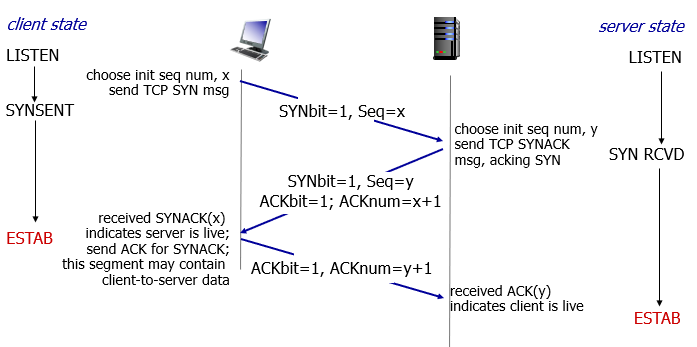 client state
server state
LISTEN
LISTEN
choose init seq num, x
send TCP SYN msg
SYNSENT
SYNbit=1, Seq=x
choose init seq num, y
send TCP SYNACK
msg, acking SYN
SYN RCVD
SYNbit=1, Seq=y
ACKbit=1; ACKnum=x+1
received SYNACK(x)
indicates server is live;
send ACK for SYNACK;
this segment may contain
client-to-server data
ESTAB
ACKbit=1, ACKnum=y+1
received ACK(y)
indicates client is live
ESTAB